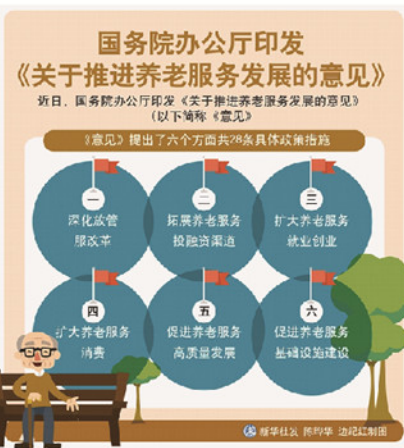 国务院办公厅印发
《关于推进养老服务发展的意见》
近日，国务院办公厅印发《关于推进养老服务发展的意见》
（以下简称《意见》
《意见》提出了六个方面共28条具体政策措施
一
深化放管
服改革
二
拓展养老服务
投融资渠道
三
扩大养老服务
就业创业
四
扩大养老服务
消费
五
促进养老服务
高质量发展
六
促进养老服务
基础设施建设
新华社发 边纪红制图